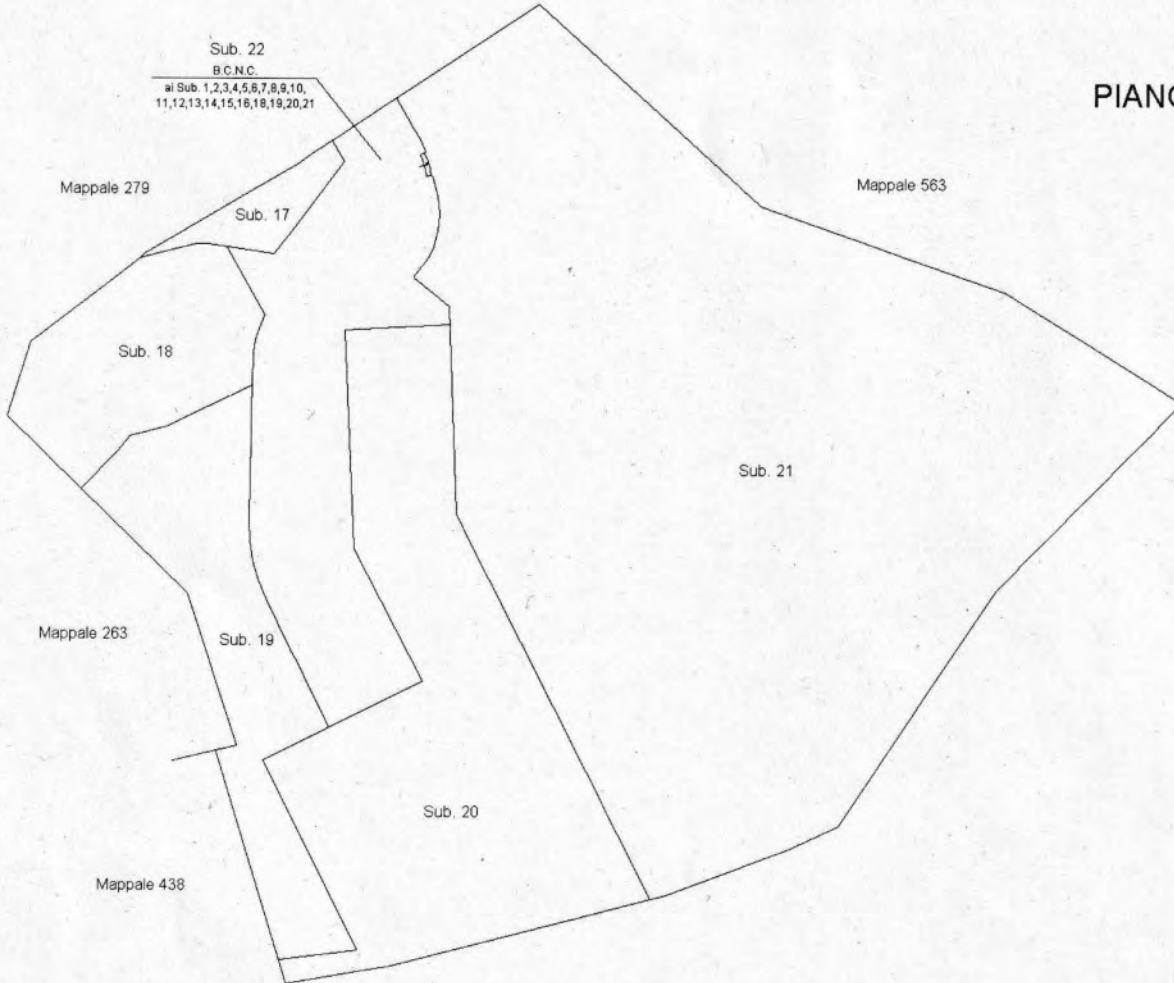 Sub. 22
B.C.N.C.
ai Sub. 1,2,3,4,5,6,7,8,9,10,
11,12,13,14,15,16,18,19,20,21
PIANO
Mappale 279
Mappale 563
Sub. 17
Sub. 18
Sub. 21
Mappale 263
Sub. 19
Sub. 20
Mappale 438